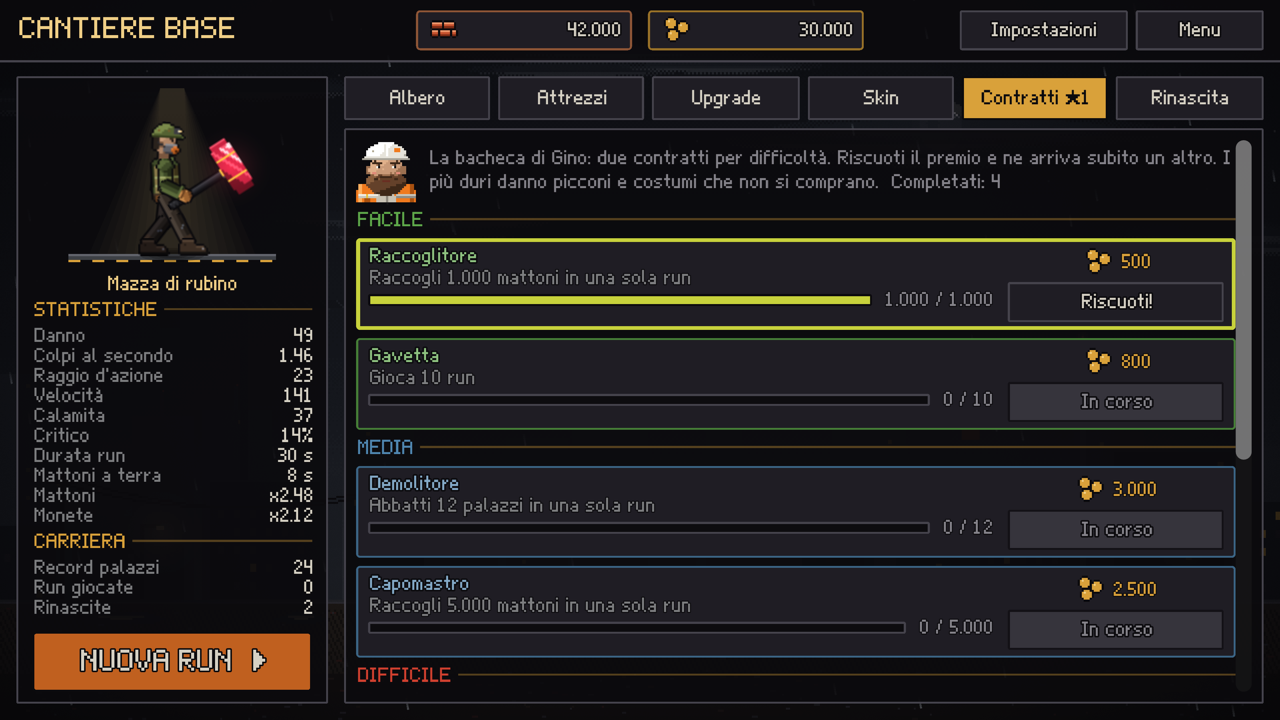 CANTIERE BASE
42.000
30.000
Impostazioni
Menu
Albero
Attrezzi
Upgrade
Skin
Contratti ★1
Rinascita
Mazza di rubino
STATISTICHE
Danno 49
Colpi al secondo 1.46
Raggio d'azione 23
Velocità 141
Calamita 37
Critico 14%
Durata run 30 s
Mattoni a terra 8 s
Mattoni x2.48
Monete x2.12
CARRIERA
Record palazzi 24
Run giocate 0
Rinascite 2
NUOVA RUN
La bacheca di Gino: due contratti per difficoltà. Riscuoti il premio e ne arriva subito un altro. I
più duri danno picconi e costumi che non si comprano. Completati: 4
FACILE
Raccoglitore
500
Raccogli 1.000 mattoni in una sola run
1.000 / 1.000
Riscuoti!
Gavetta
800
Gioca 10 run
0 / 10
In corso
MEDIA
Demolitore
3.000
Abbatti 12 palazzi in una sola run
0 / 12
In corso
Capomastro
2.500
Raccogli 5.000 mattoni in una sola run
0 / 5.000
In corso
DIFFICILE